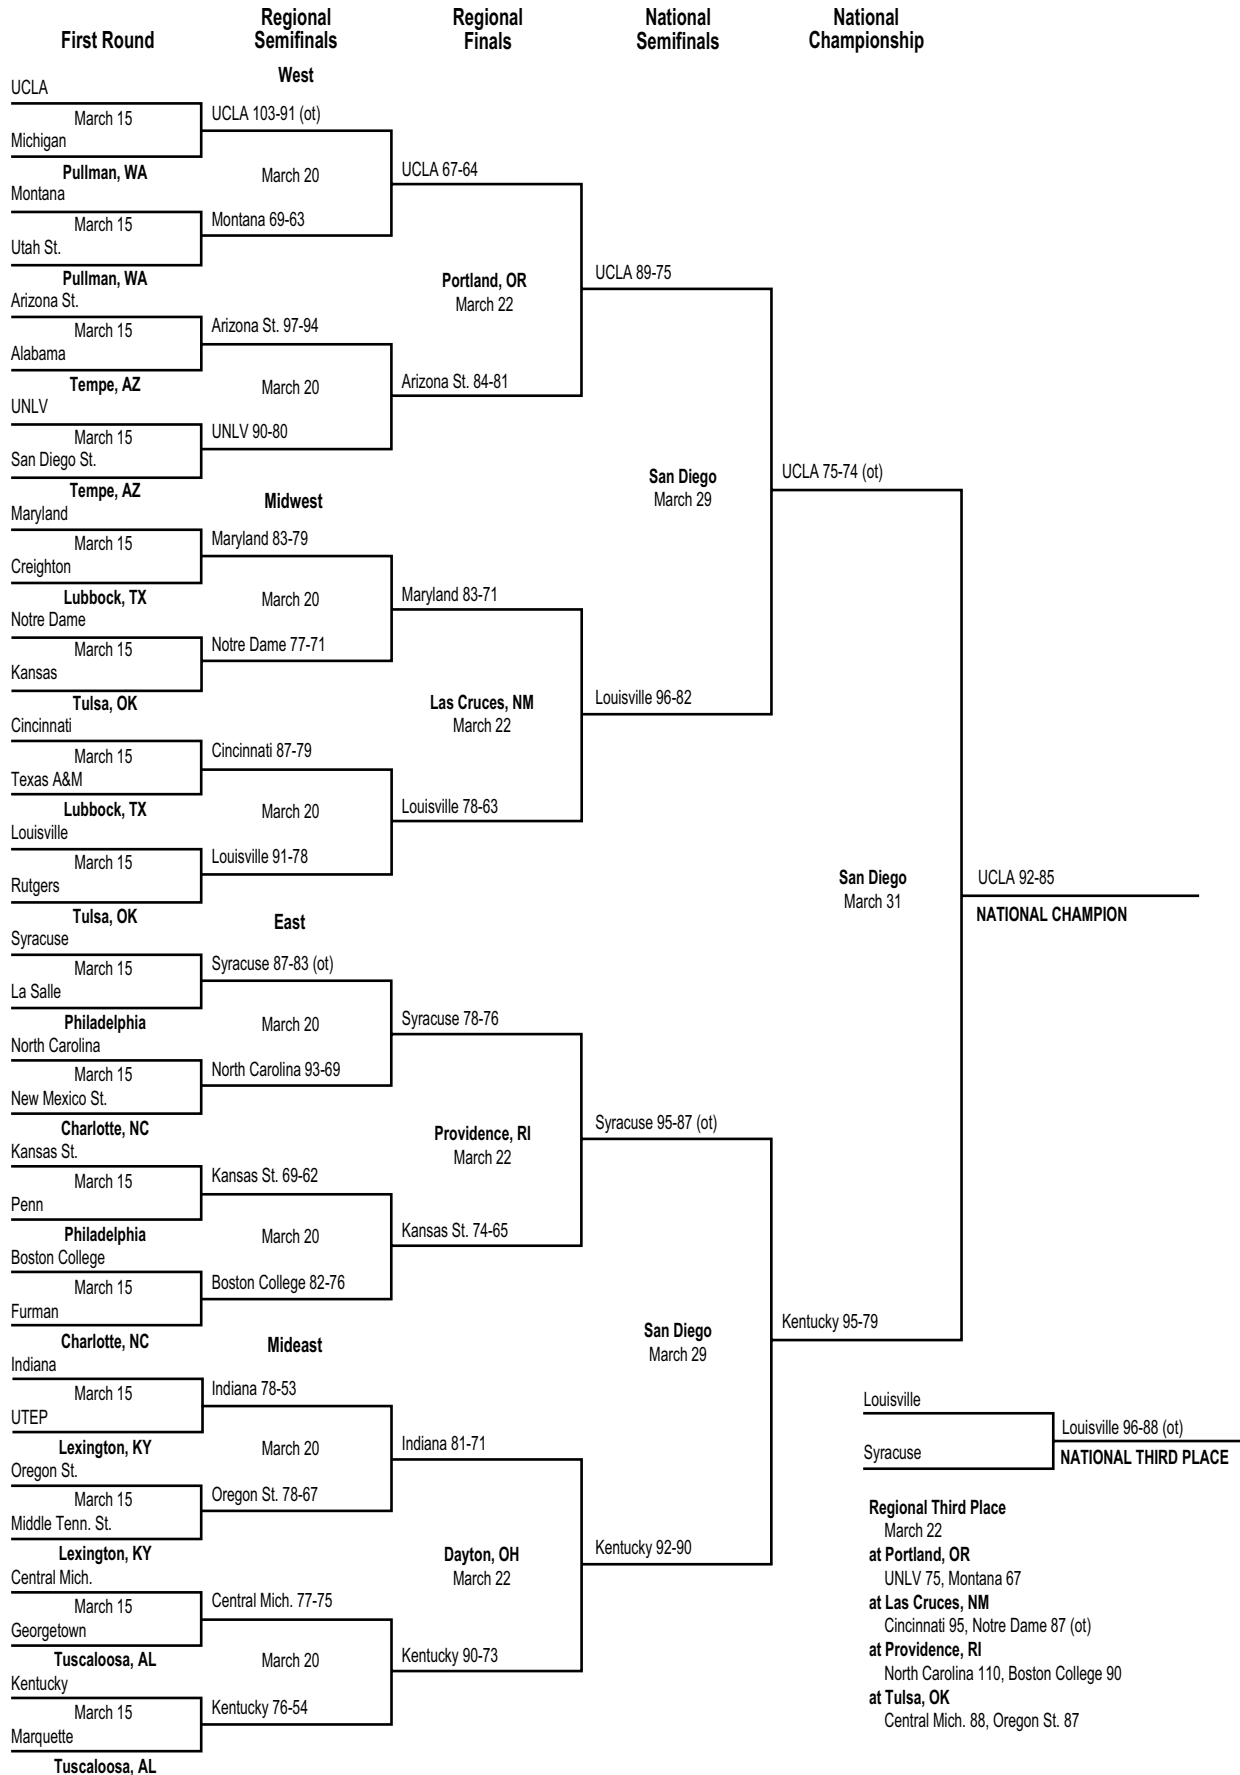 First Round
Regional
Semifinals
Regional
Finals
National
Semifinals
National
Championship
West
UCLA
March 15
Michigan
Pullman, WA
Montana
March 15
Utah St.
Pullman, WA
Arizona St.
March 15
Alabama
Tempe, AZ
UNLV
March 15
San Diego St.
Tempe, AZ
UCLA 103-91 (ot)
March 20
Montana 69-63
Arizona St. 97-94
March 20
UNLV 90-80
UCLA 67-64
Portland, OR
March 22
Arizona St. 84-81
UCLA 89-75
Midwest
Maryland
March 15
Creighton
Lubbock, TX
Notre Dame
March 15
Kansas
Tulsa, OK
Cincinnati
March 15
Texas A&M
Lubbock, TX
Louisville
March 15
Rutgers
Tulsa, OK
Maryland 83-79
March 20
Notre Dame 77-71
Cincinnati 87-79
March 20
Louisville 91-78
Maryland 83-71
Las Cruces, NM
March 22
Louisville 78-63
Louisville 96-82
San Diego
March 29
UCLA 75-74 (ot)
East
Syracuse
March 15
La Salle
Philadelphia
North Carolina
March 15
New Mexico St.
Charlotte, NC
Kansas St.
March 15
Penn
Philadelphia
Boston College
March 15
Furman
Charlotte, NC
Syracuse 87-83 (ot)
March 20
North Carolina 93-69
Kansas St. 69-62
March 20
Boston College 82-76
Syracuse 78-76
Providence, RI
March 22
Kansas St. 74-65
Syracuse 95-87 (ot)
Mideast
Indiana
March 15
UTEP
Lexington, KY
Oregon St.
March 15
Middle Tenn. St.
Lexington, KY
Central Mich.
March 15
Georgetown
Tuscaloosa, AL
Kentucky
March 15
Marquette
Tuscaloosa, AL
Indiana 78-53
March 20
Oregon St. 78-67
Central Mich. 77-75
March 20
Kentucky 76-54
Indiana 81-71
Dayton, OH
March 22
Kentucky 90-73
Kentucky 92-90
San Diego
March 29
Kentucky 95-79
San Diego
March 31
UCLA 92-85
NATIONAL CHAMPION
Louisville
Syracuse
Louisville 96-88 (ot)
NATIONAL THIRD PLACE
Regional Third Place
March 22
at Portland, OR
UNLV 75, Montana 67
at Las Cruces, NM
Cincinnati 95, Notre Dame 87 (ot)
at Providence, RI
North Carolina 110, Boston College 90
at Tulsa, OK
Central Mich. 88, Oregon St. 87